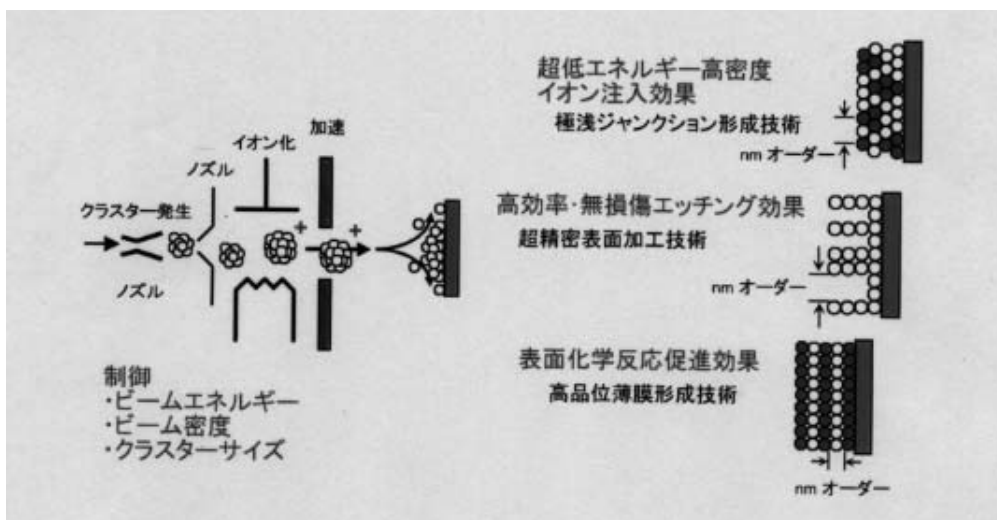 クラスター発生
ノズル
ノズル
イオン化
加速
+
+
制御
・ビームエネルギー
・ビーム密度
・クラスターサイズ
超低エネルギー高密度
イオン注入効果
極浅ジャンクション形成技術
nm オーダー
高効率・無損傷エッチング効果
超精密表面加工技術
nm オーダー
表面化学反応促進効果
高品位薄膜形成技術
nm オーダー